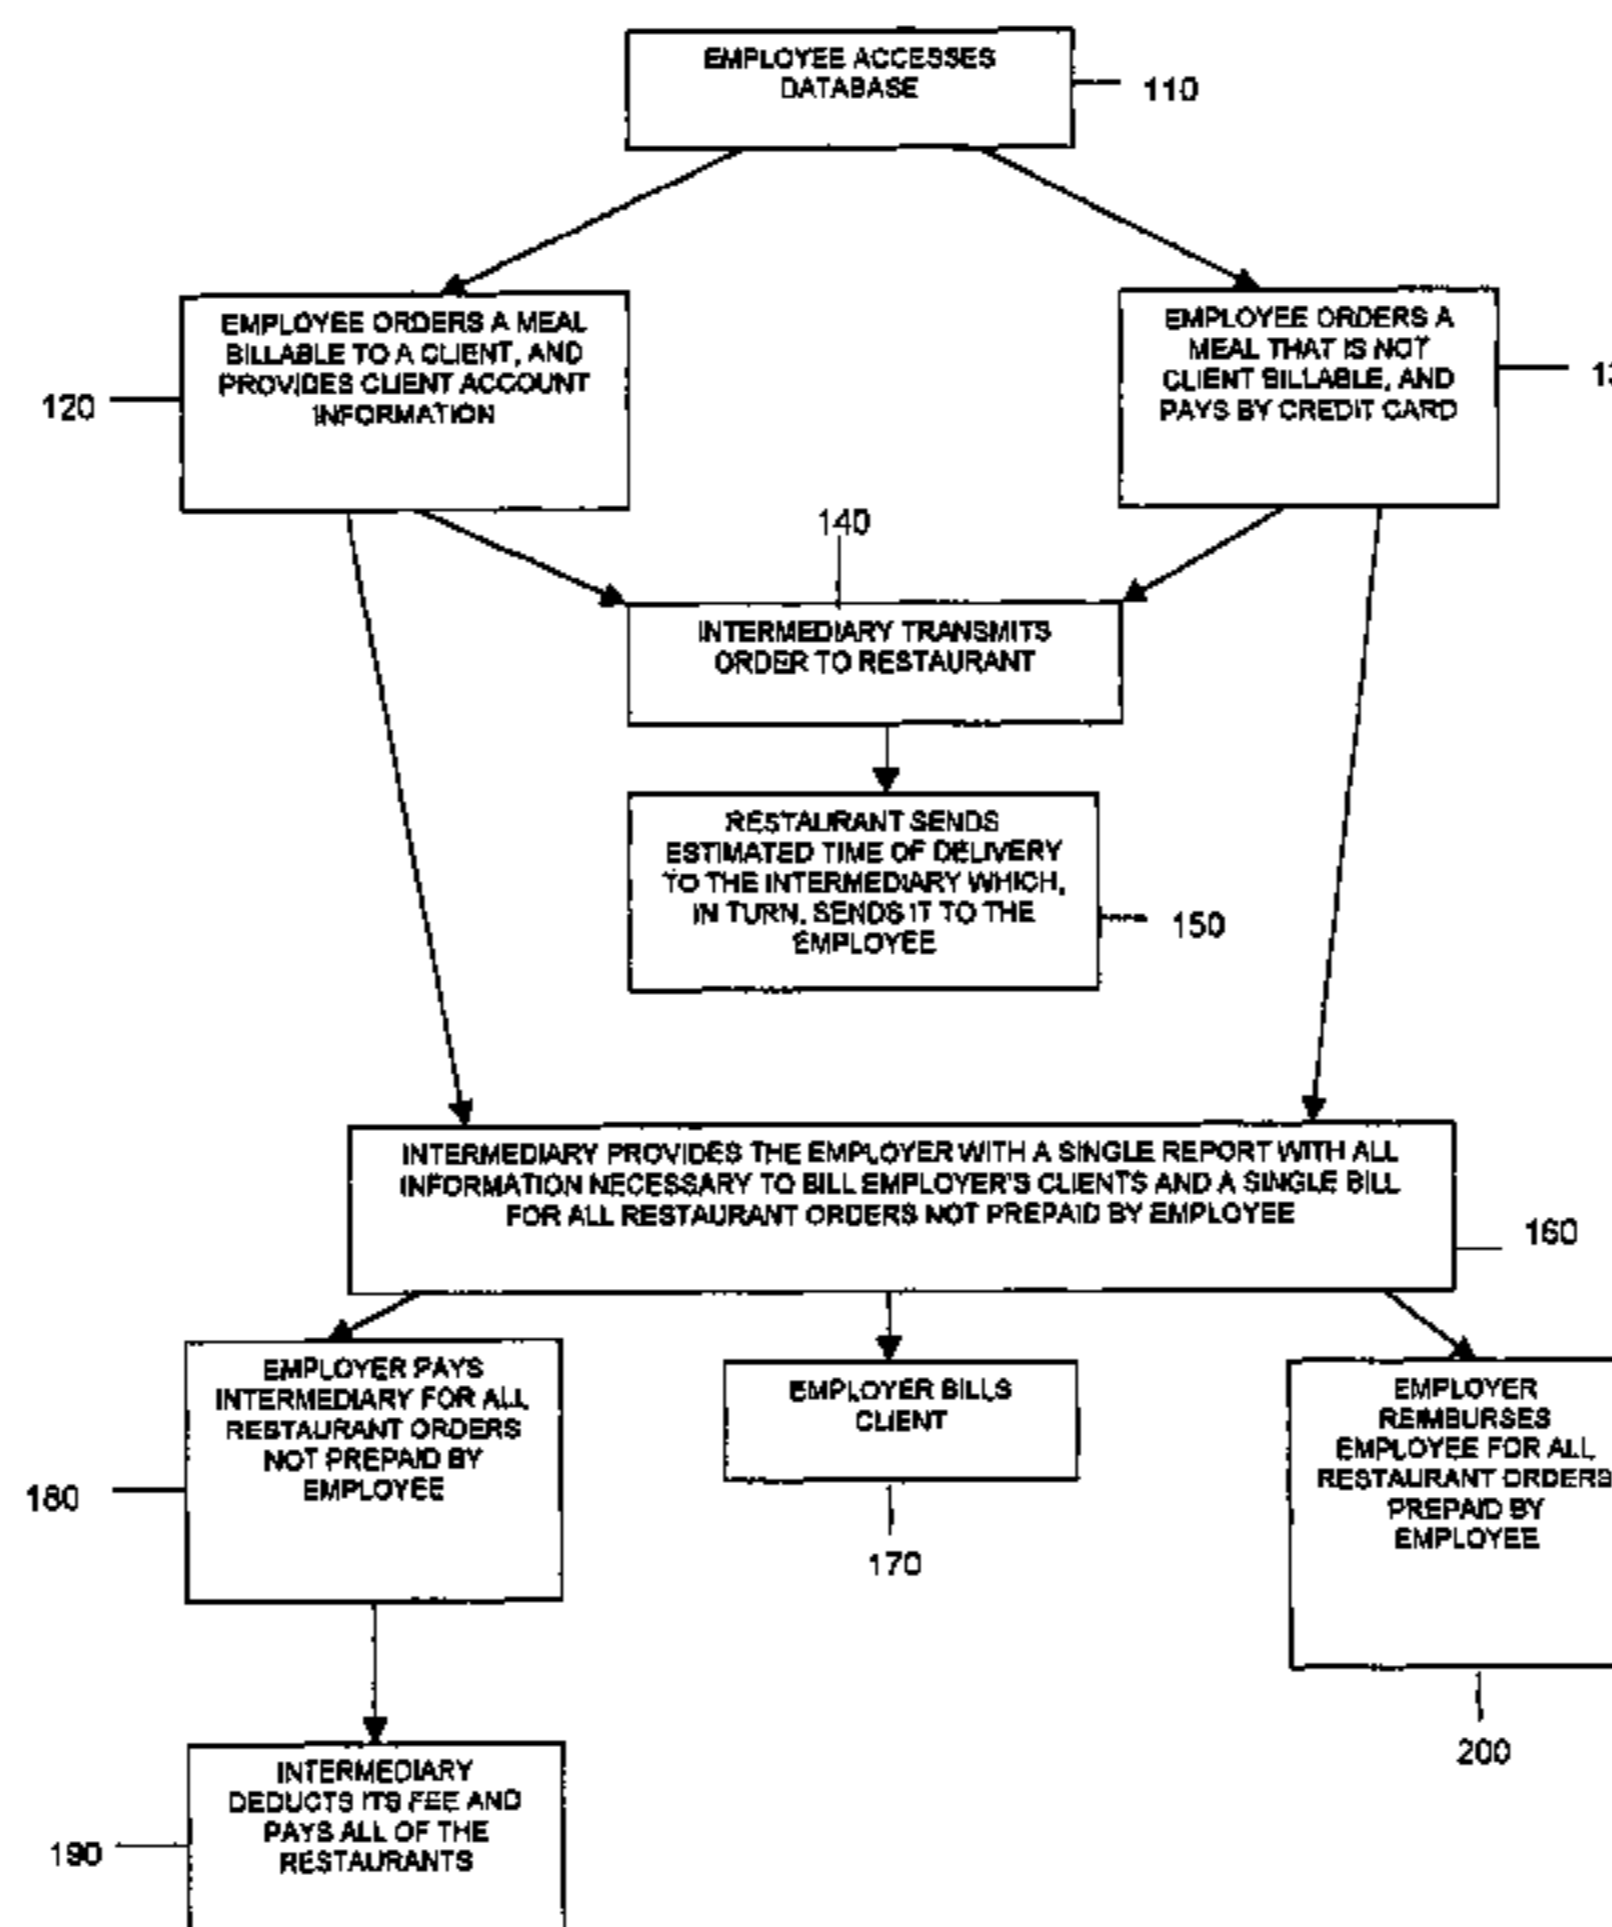 EMPLOYEE ACCESSES
DATABASE
110
EMPLOYEE ORDERS A MEAL
BILLABLE TO A CLIENT, AND
PROVIDES CLIENT ACCOUNT
INFORMATION
120
EMPLOYEE ORDERS A
MEAL THAT IS NOT
CLIENT BILLABLE, AND
PAYS BY CREDIT CARD
140
INTERMEDIARY TRANSMITS
ORDER TO RESTAURANT
RESTAURANT SENDS
ESTIMATED TIME OF DELIVERY
TO THE INTERMEDIARY WHICH,
IN TURN, SENDS IT TO THE
EMPLOYEE
150
INTERMEDIARY PROVIDES THE EMPLOYER WITH A SINGLE REPORT WITH ALL
INFORMATION NECESSARY TO BILL EMPLOYER'S CLIENTS AND A SINGLE BILL
FOR ALL RESTAURANT ORDERS NOT PREPAID BY EMPLOYEE
160
EMPLOYER PAYS
INTERMEDIARY FOR ALL
RESTAURANT ORDERS
NOT PREPAID BY
EMPLOYEE
180
EMPLOYER BILLS
CLIENT
170
EMPLOYER
REIMBURSES
EMPLOYEE FOR ALL
RESTAURANT ORDERS
PREPAID BY
EMPLOYEE
200
INTERMEDIARY
DEDUCTS ITS FEE AND
PAYS ALL OF THE
RESTAURANTS
190